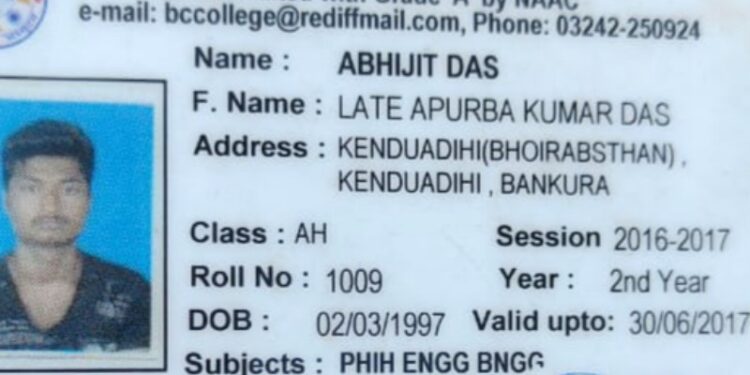 by NAAC
e-mail: bccollege@rediffmail.com, Phone: 03242-250924
Name : ABHIJIT DAS
F. Name : LATE APURBA KUMAR DAS
Address : KENDUADIHI(BHOIRABSTHAN) ,
KENDUADIHI , BANKURA
Class : AH Session 2016-2017
Roll No : 1009 Year : 2nd Year
DOB : 02/03/1997 Valid upto: 30/06/2017
Subjects : PHIH ENGG BNGG